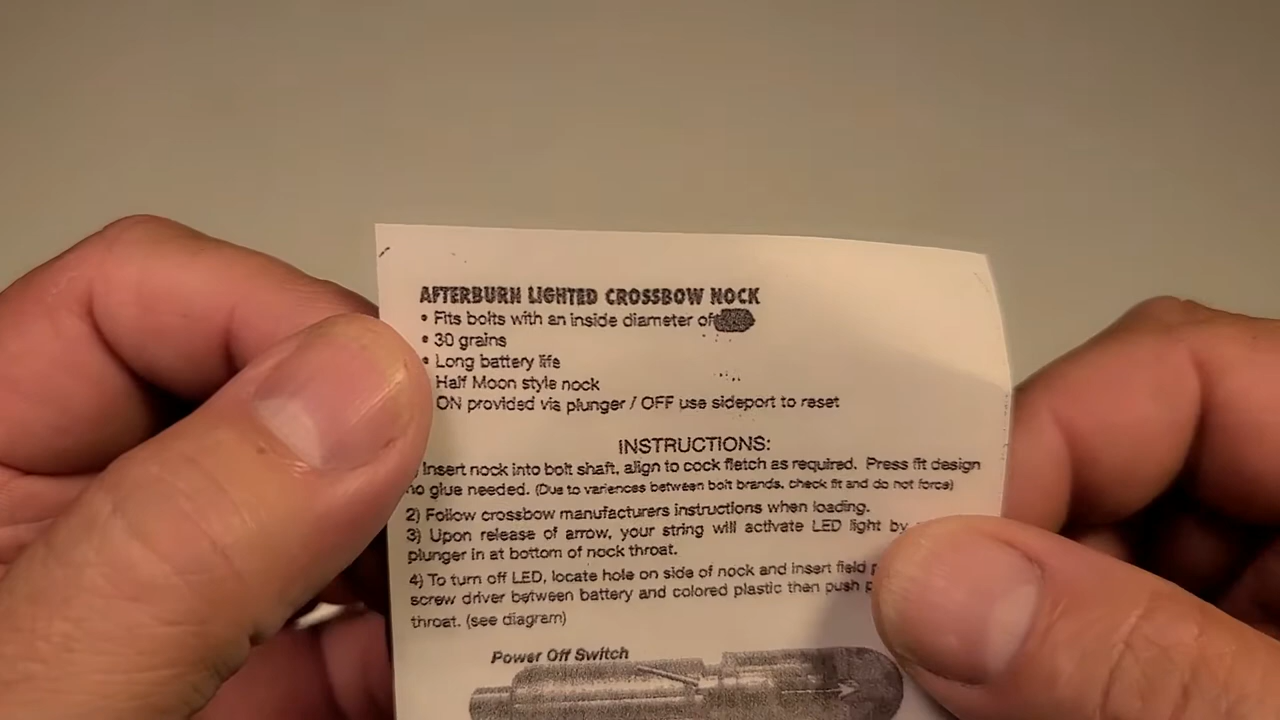 AFTERBURN LIGHTED CROSSBOW NOCK
• Fits bolts with an inside diameter of
• 30 grains
• Long battery life
Half Moon style nock
ON provided via plunger / OFF use sideport to reset
INSTRUCTIONS:
Insert nock into bolt shaft, align to cock fletch as required. Press fit design
no glue needed. (Due to variences between bolt brands, check fit and do not force)
2) Follow crossbow manufacturers instructions when loading.
3) Upon release of arrow, your string will activate LED light by
plunger in at bottom of nock throat.
4) To turn off LED, locate hole on side of nock and insert field
screw driver between battery and colored plastic then push
throat. (see diagram)
Power Off Switch